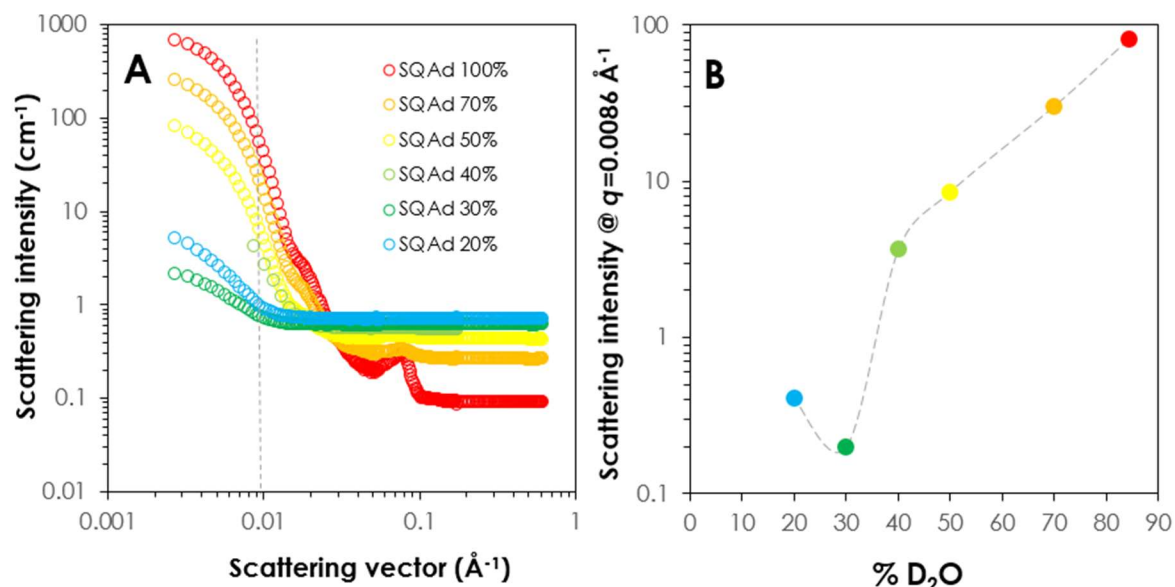 A
Scattering intensity (cm-1)
1000
100
10
1
0.1
0.01
0.001
0.01
0.1
1
Scattering vector (Å-1)
SQAd 100%
SQAd 70%
SQAd 50%
SQAd 40%
SQAd 30%
SQAd 20%
B
Scattering intensity @ q=0.0086 Å-1
100
10
1
0.1
0 10 20 30 40 50 60 70 80 90
% D2O